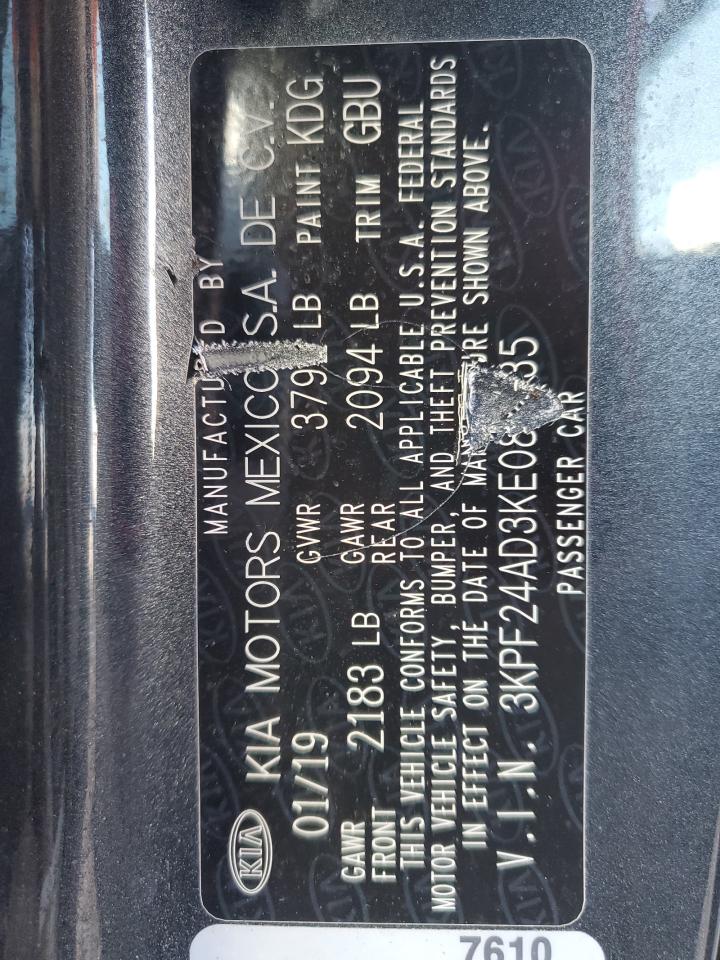 KIA
MANUFACTU D BY
KIA MOTORS MEXICO S.A. DE C.V.
01/19 GVWR 379 LB PAINT KDG
GAWR FRONT 2183 LB GAWR REAR 2094 LB TRIM GBU
THIS VEHICLE CONFORMS TO ALL APPLICABLE U.S.A. FEDERAL
MOTOR VEHICLE SAFETY, BUMPER, AND THEFT PREVENTION STANDARDS
IN EFFECT ON THE DATE OF MA URE SHOWN ABOVE.
V.I.N. 3KPF24AD3KE08 35
PASSENGER CAR
7610